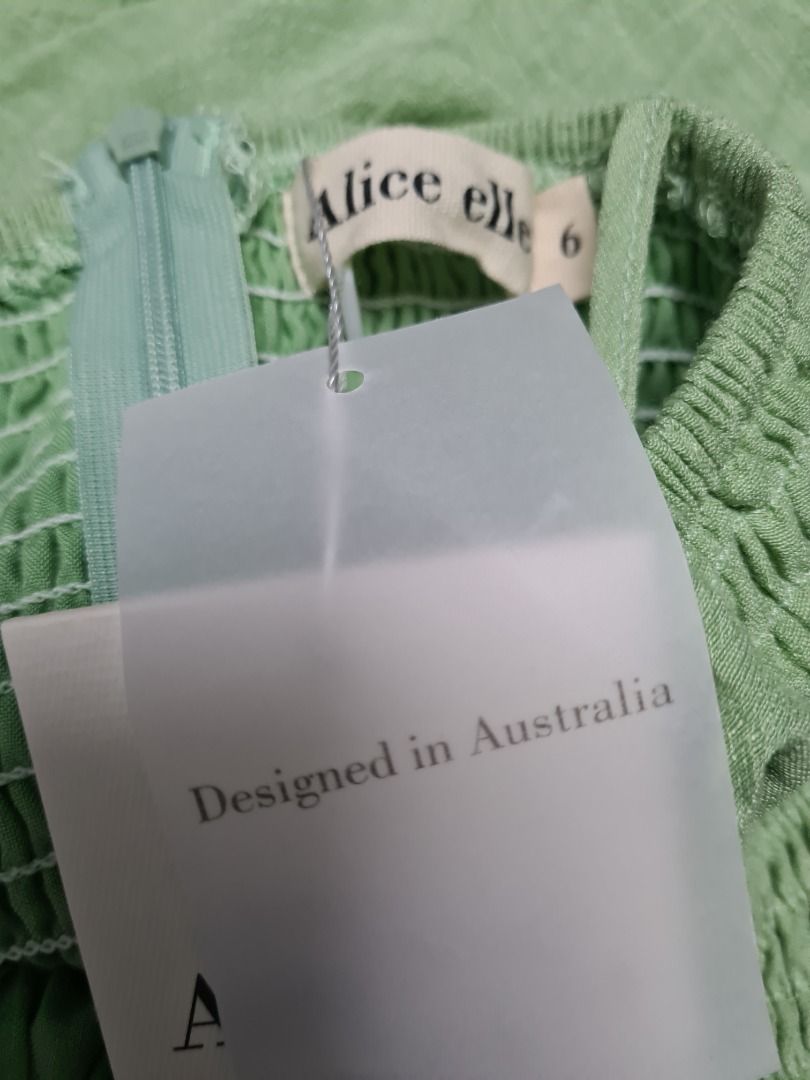 Alice elle
6
Designed in Australia
A